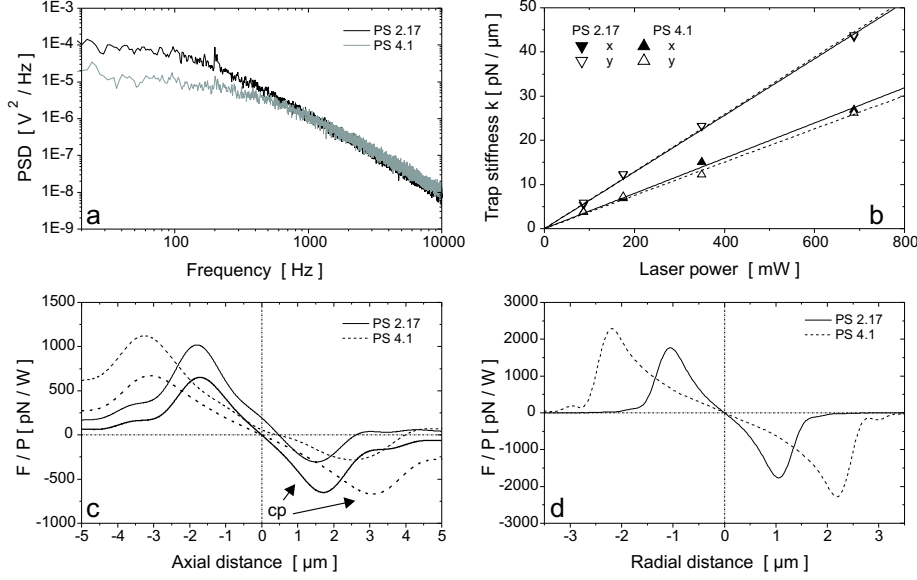 1E-3
1E-4
1E-5
1E-6
1E-7
1E-8
1E-9
PSD [ V² / Hz ]
PS 2.17
PS 4.1
a
100
1000
10000
Frequency [ Hz ]
50
40
30
20
10
0
Trap stiffness k [ pN / µm ]
PS 2.17 PS 4.1
x x
y y
b
0
200
400
600
800
Laser power [ mW ]
1500
1000
500
0
-500
-1000
F / P [ pN / W ]
PS 2.17
PS 4.1
cp
c
-5 -4 -3 -2 -1 0 1 2 3 4 5
Axial distance [ µm ]
3000
2000
1000
0
-1000
-2000
-3000
F / P [ pN / W ]
PS 2.17
PS 4.1
d
-3 -2 -1 0 1 2 3
Radial distance [ µm ]